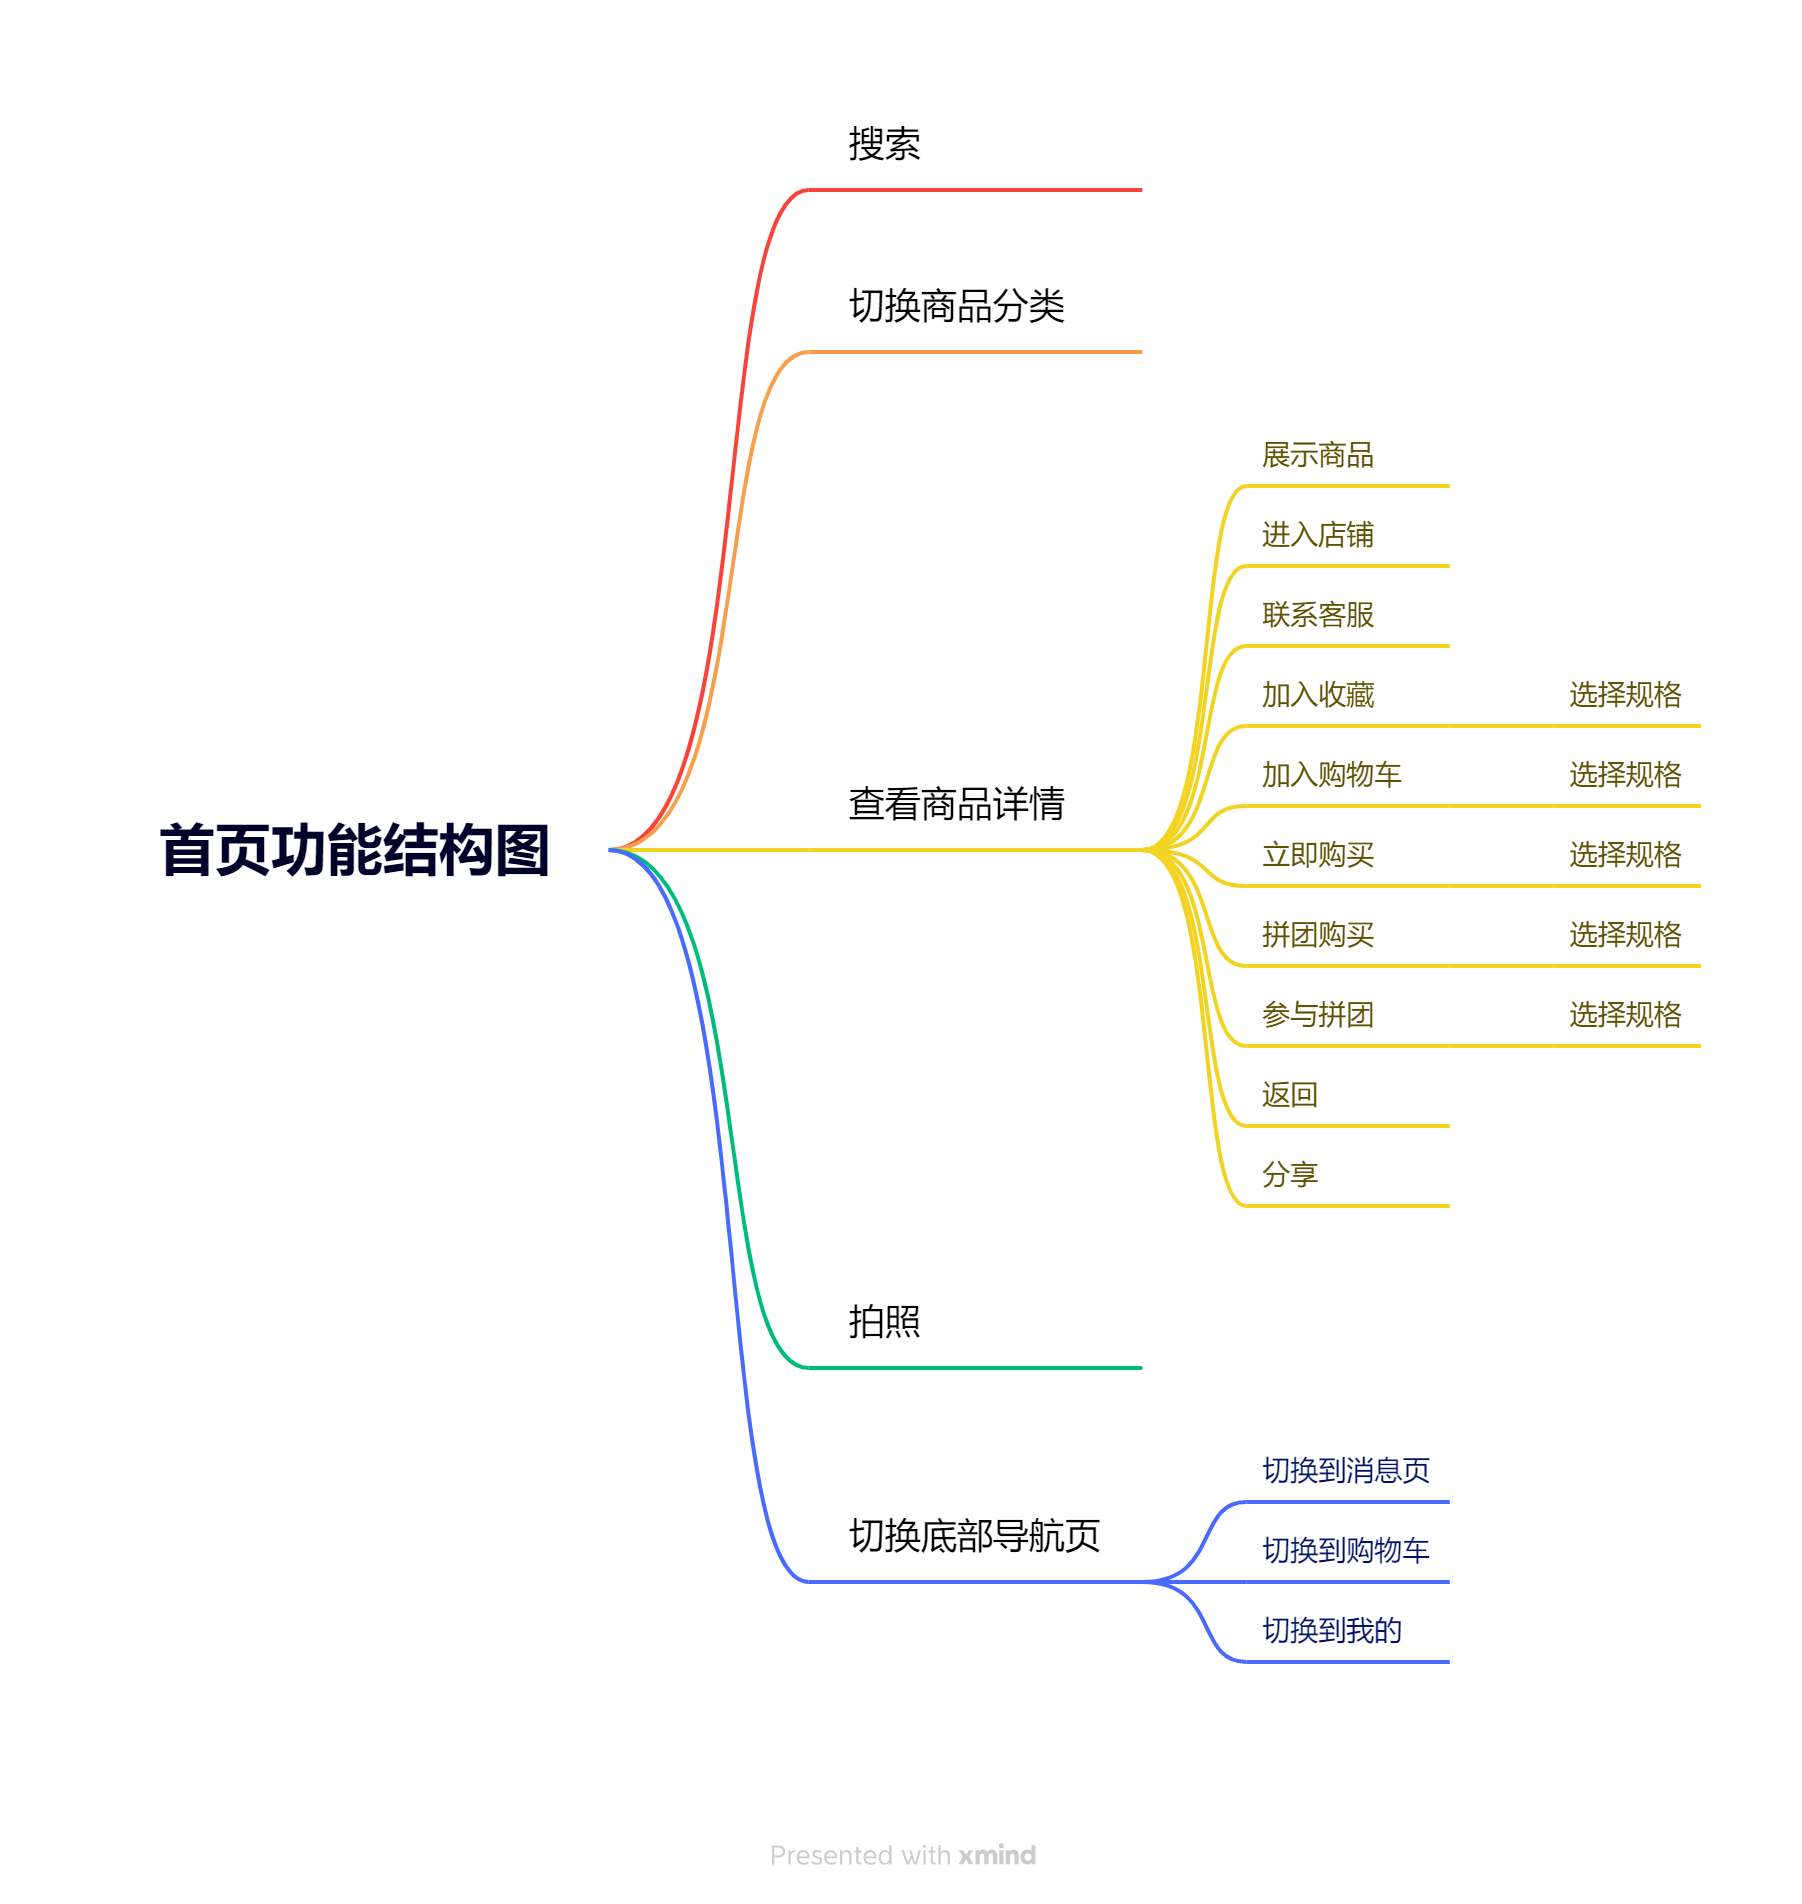 首页功能结构图
搜索
切换商品分类
查看商品详情
展示商品
进入店铺
联系客服
加入收藏
选择规格
加入购物车
选择规格
立即购买
选择规格
拼团购买
选择规格
参与拼团
选择规格
返回
分享
拍照
切换底部导航页
切换到消息页
切换到购物车
切换到我的
Presented with xmind